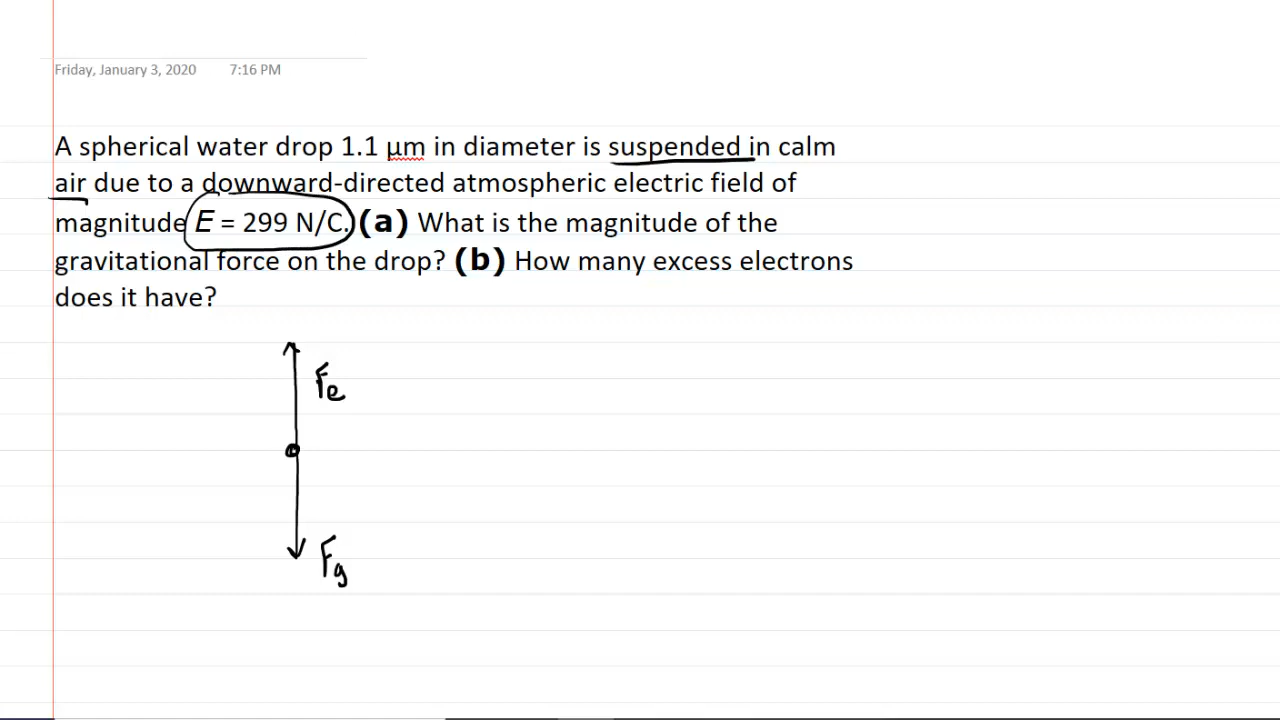 Friday, January 3, 2020 7:16 PM
A spherical water drop 1.1 μm in diameter is suspended in calm
air due to a downward-directed atmospheric electric field of
magnitude E = 299 N/C. (a) What is the magnitude of the
gravitational force on the drop? (b) How many excess electrons
does it have?
Fe
Fg